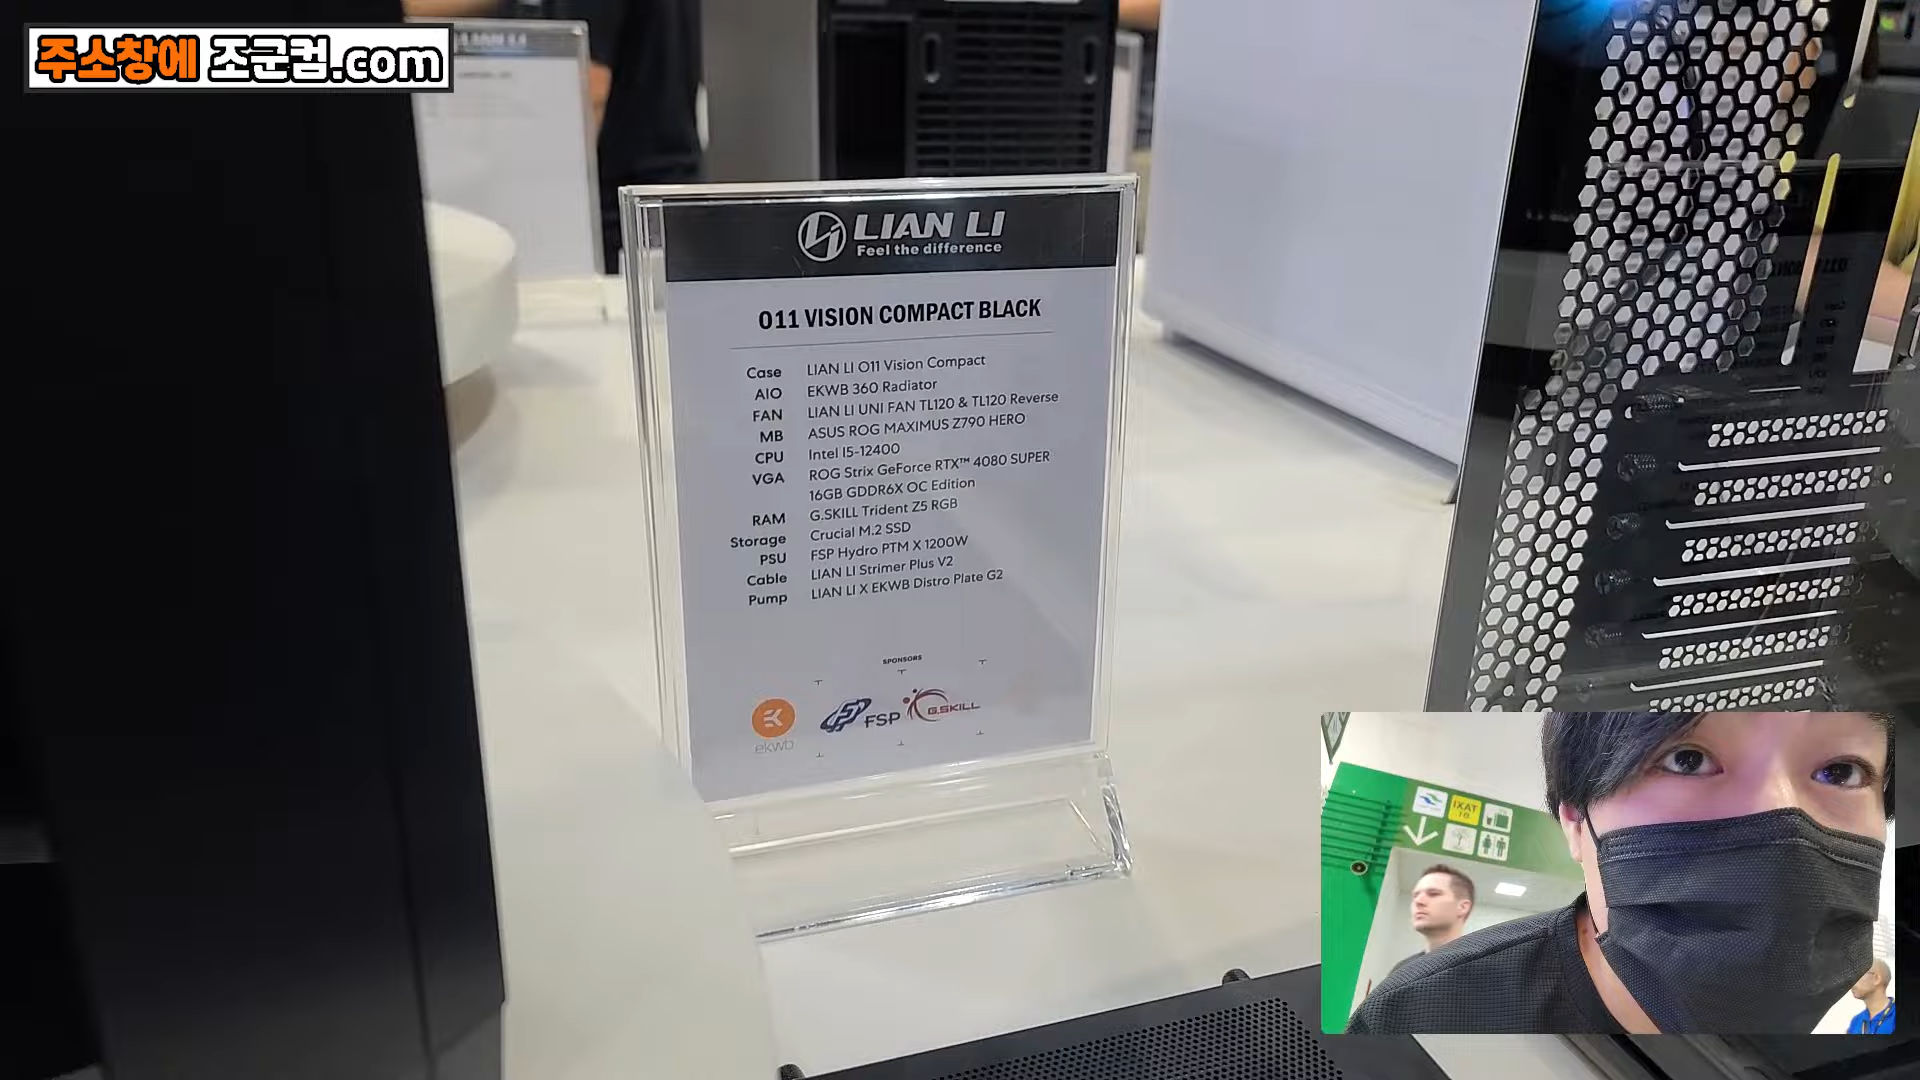 주소창에 조군컴.com
LIAN LI
LIAN LI
Feel the difference
O11 VISION COMPACT BLACK
Case LIAN LI O11 Vision Compact
AIO EKWB 360 Radiator
FAN LIAN LI UNI FAN TL120 & TL120 Reverse
MB ASUS ROG MAXIMUS Z790 HERO
CPU Intel I5-12400
VGA ROG Strix GeForce RTX™ 4080 SUPER
16GB GDDR6X OC Edition
RAM G.SKILL Trident Z5 RGB
Storage Crucial M.2 SSD
PSU FSP Hydro PTM X 1200W
Cable LIAN LI Strimer Plus V2
Pump LIAN LI X EKWB Distro Plate G2
SPONSORS
ekwb FSP G.SKILL
IXAT